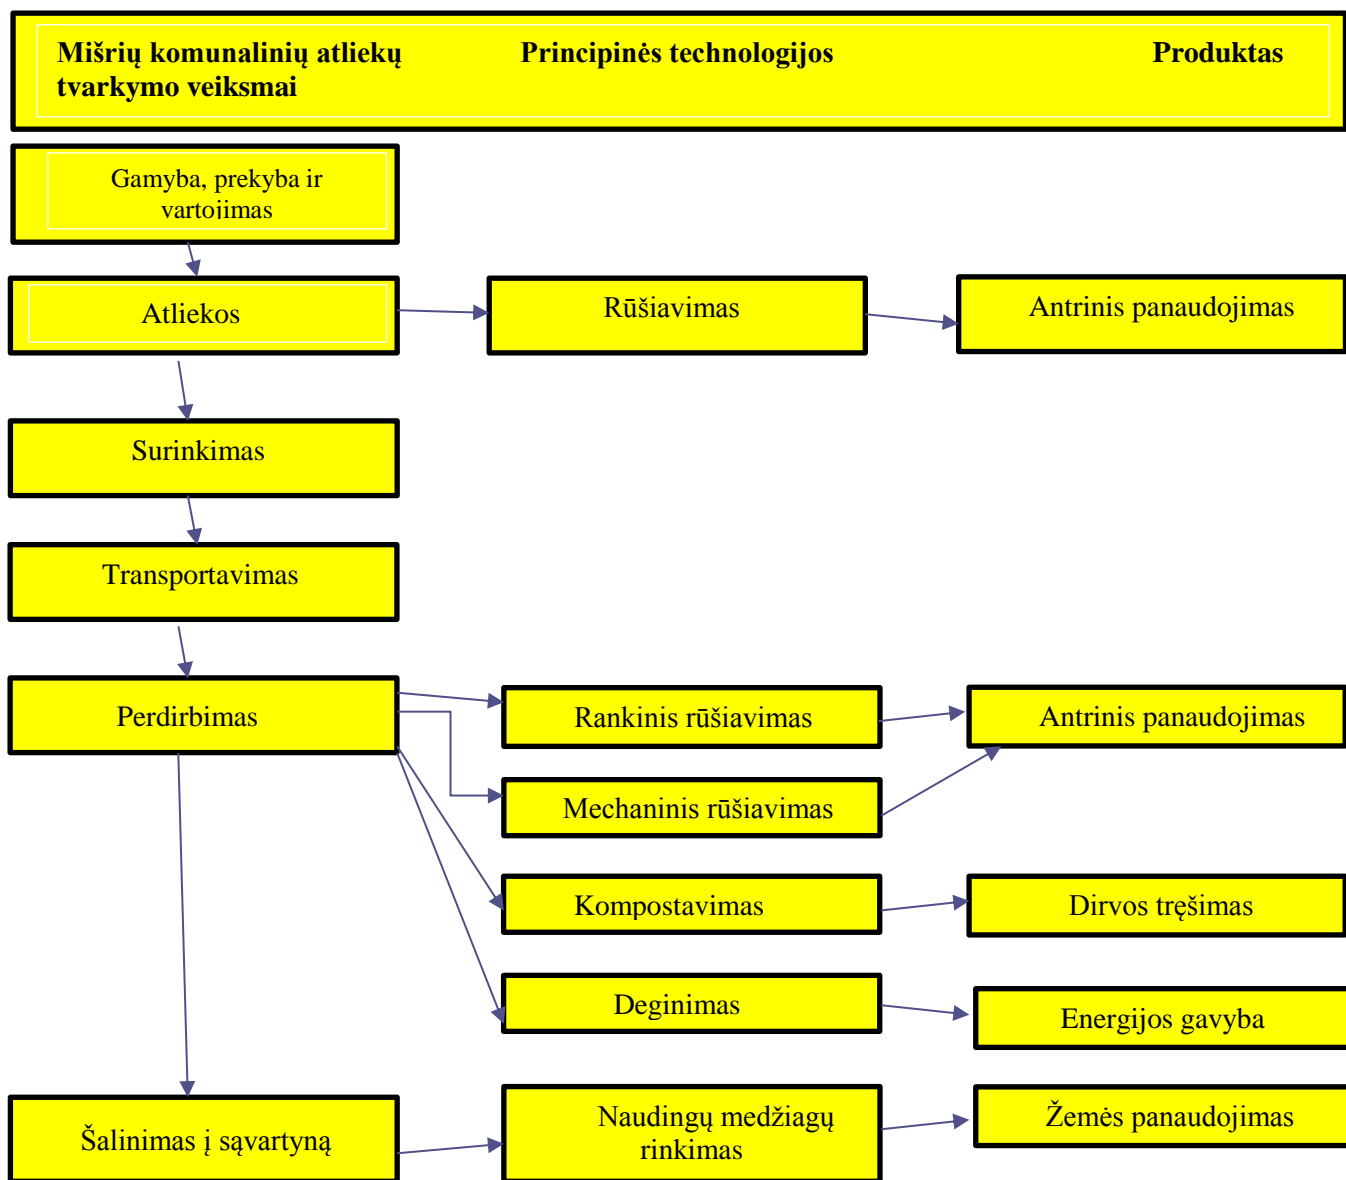 Mišrių komunalinių atliekų Principinės technologijos Produktas
tvarkymo veiksmai
Gamyba, prekyba ir
vartojimas
Atliekos
Rūšiavimas
Antrinis panaudojimas
Surinkimas
Transportavimas
Perdirbimas
Rankinis rūšiavimas
Antrinis panaudojimas
Mechaninis rūšiavimas
Kompostavimas
Dirvos tręšimas
Deginimas
Energijos gavyba
Šalinimas į sąvartyną
Naudingų medžiagų
rinkimas
Žemės panaudojimas